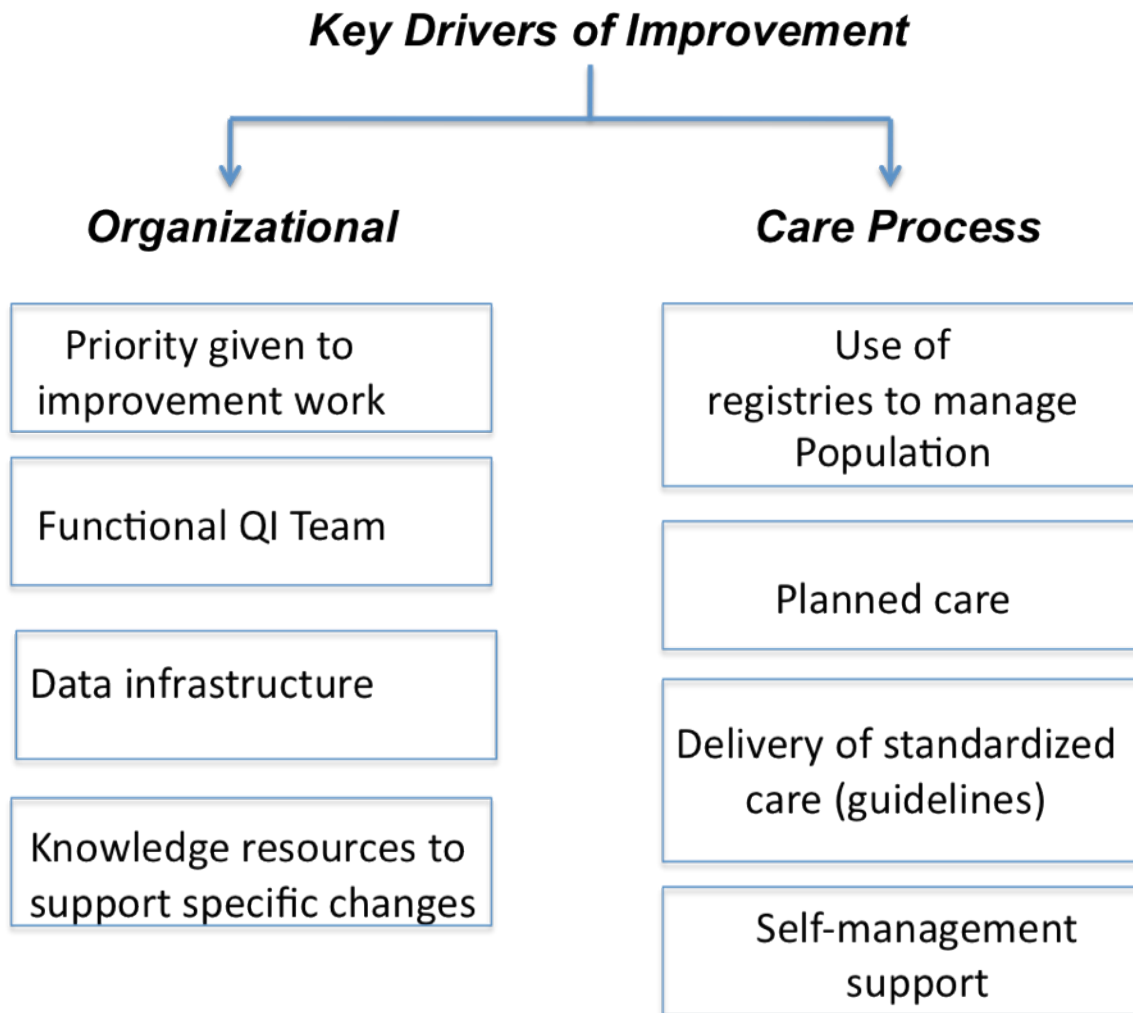 Key Drivers of Improvement
Organizational
Priority given to
improvement work
Functional QI Team
Data infrastructure
Knowledge resources to
support specific changes
Care Process
Use of
registries to manage
Population
Planned care
Delivery of standardized
care (guidelines)
Self-management
support